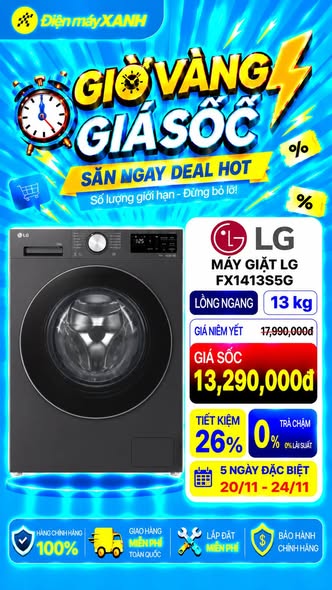 Điện máy XANH
GIỜ VÀNG
GIÁ SỐC
SĂN NGAY DEAL HOT
Số lượng giới hạn - Đừng bỏ lỡ!
%
%
LG
LG
LG
MÁY GIẶT LG
FX1413S5G
LỒNG NGANG
13 kg
GIÁ NIÊM YẾT
17,990,000đ
GIÁ SỐC
13,290,000đ
TIẾT KIỆM
26%
0%
TRẢ CHẬM
0% LÃI SUẤT
5 NGÀY ĐẶC BIỆT
20/11 - 24/11
HÀNG CHÍNH HÃNG
100%
GIAO HÀNG
MIỄN PHÍ
TOÀN QUỐC
LẮP ĐẶT
MIỄN PHÍ
BẢO HÀNH
CHÍNH HÃNG